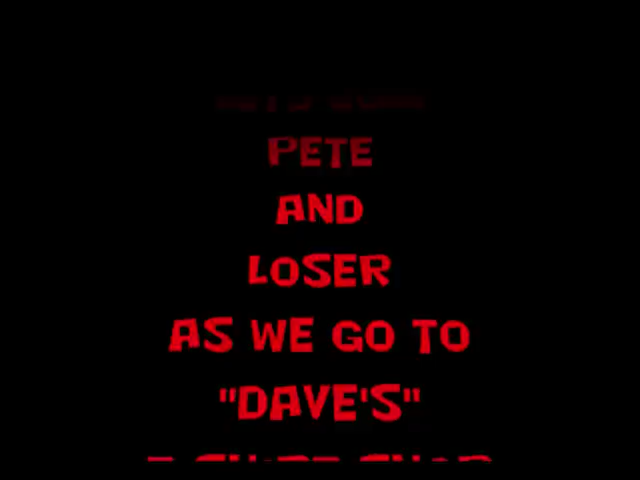 PETE
AND
LOSER
AS WE GO TO
"DAVE'S"